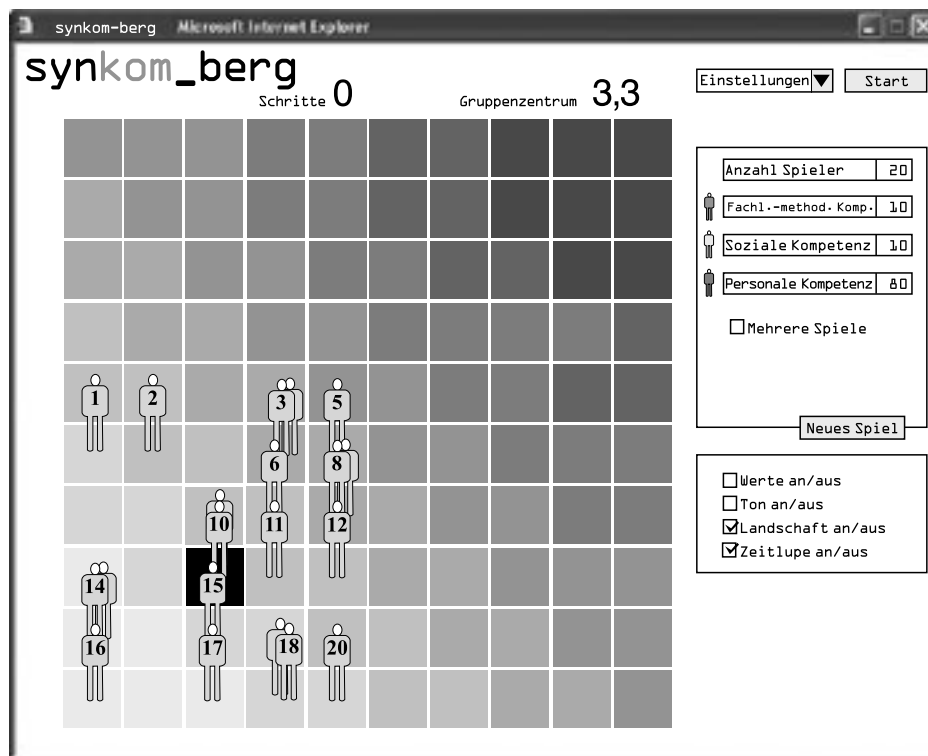 synkom-berg Microsoft Internet Explorer
synkom_berg
Schritte 0
Gruppenzentrum 3,3
Einstellungen
Start
Anzahl Spieler 20
Fachl.-method. Komp. 10
Soziale Kompetenz 10
Personale Kompetenz 80
Mehrere Spiele
Neues Spiel
Werte an/aus
Ton an/aus
Landschaft an/aus
Zeitlupe an/aus
1 2 3 5
6 8
10 11 12
14 15
16 17 18 20